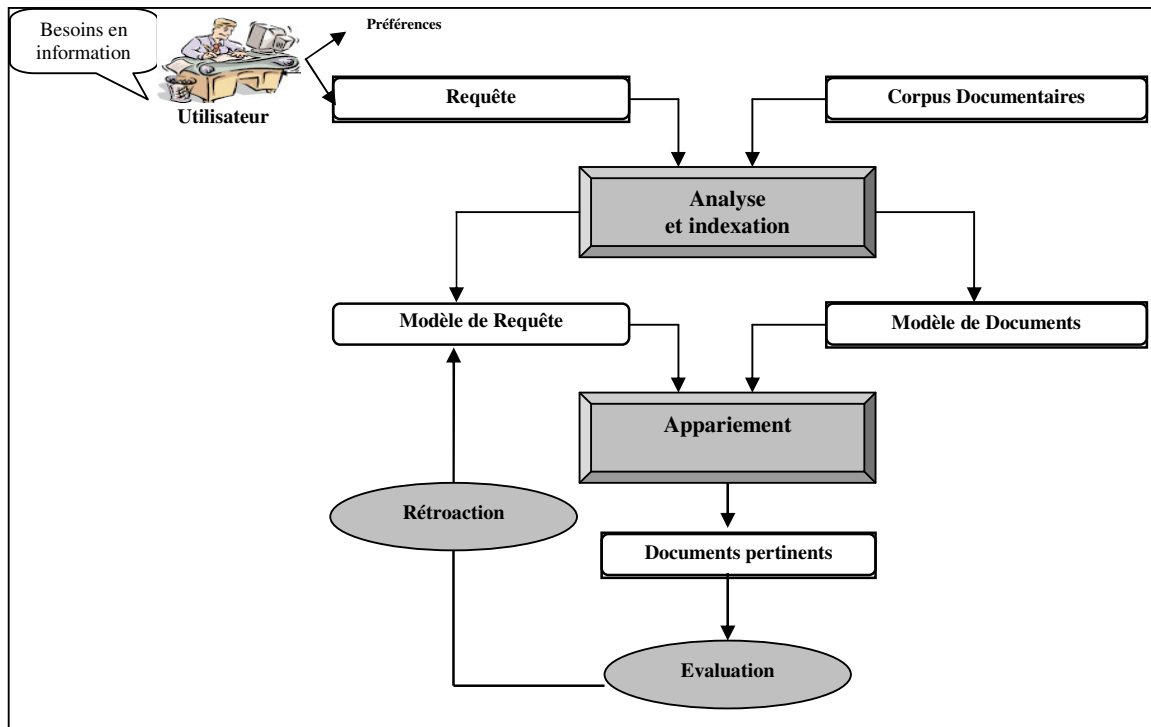 Besoins en
information
Préférences
Utilisateur
Requête
Corpus Documentaires
Analyse
et indexation
Modèle de Requête
Modèle de Documents
Appariement
Rétroaction
Documents pertinents
Evaluation